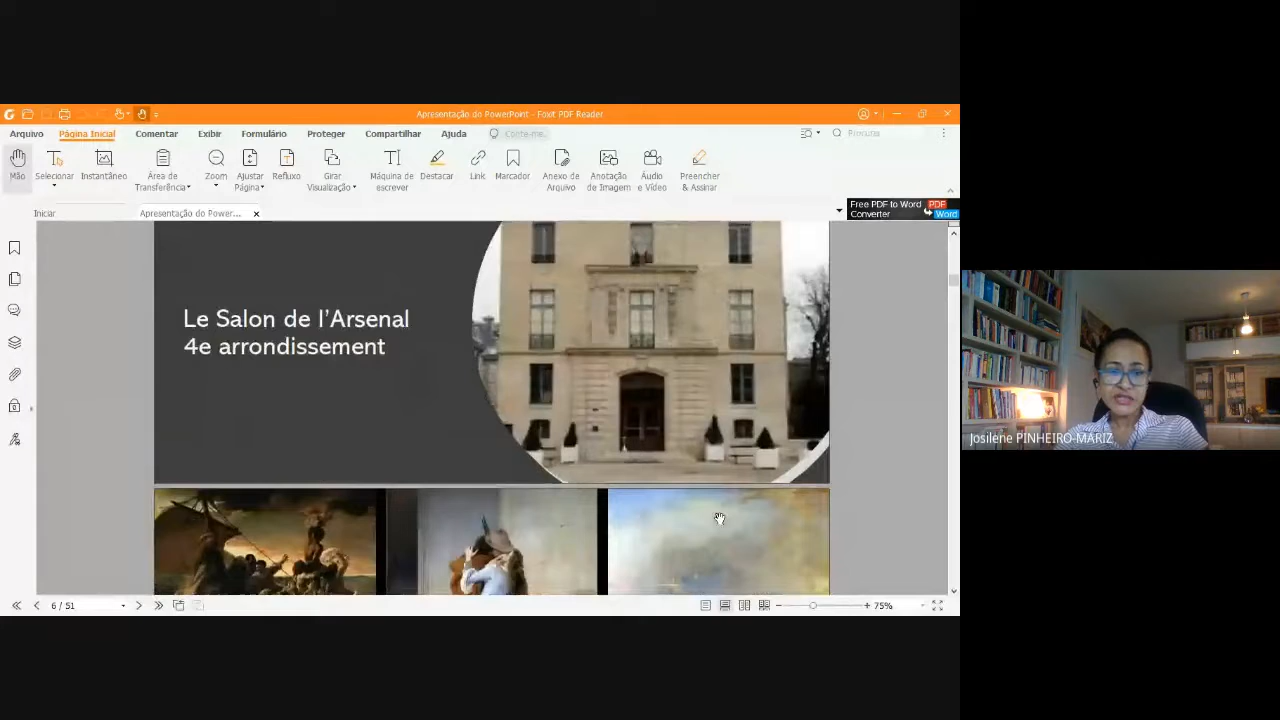 Apresentação do PowerPoint - Foxit PDF Reader
Arquivo Página Inicial Comentar Exibir Formulário Proteger Compartilhar Ajuda Conte-me... Procurar
Mão Selecionar Instantâneo Área de Transferência Zoom Ajustar Página Refluxo Girar Visualização Máquina de escrever Destacar Link Marcador Anexo de Arquivo Anotação de Imagem Áudio e Vídeo Preencher & Assinar
Iniciar Apresentação do Power...
Free PDF to Word Converter PDF Word
Le Salon de l'Arsenal
4e arrondissement
Josilene PINHEIRO-MARIZ
6 / 51 75%